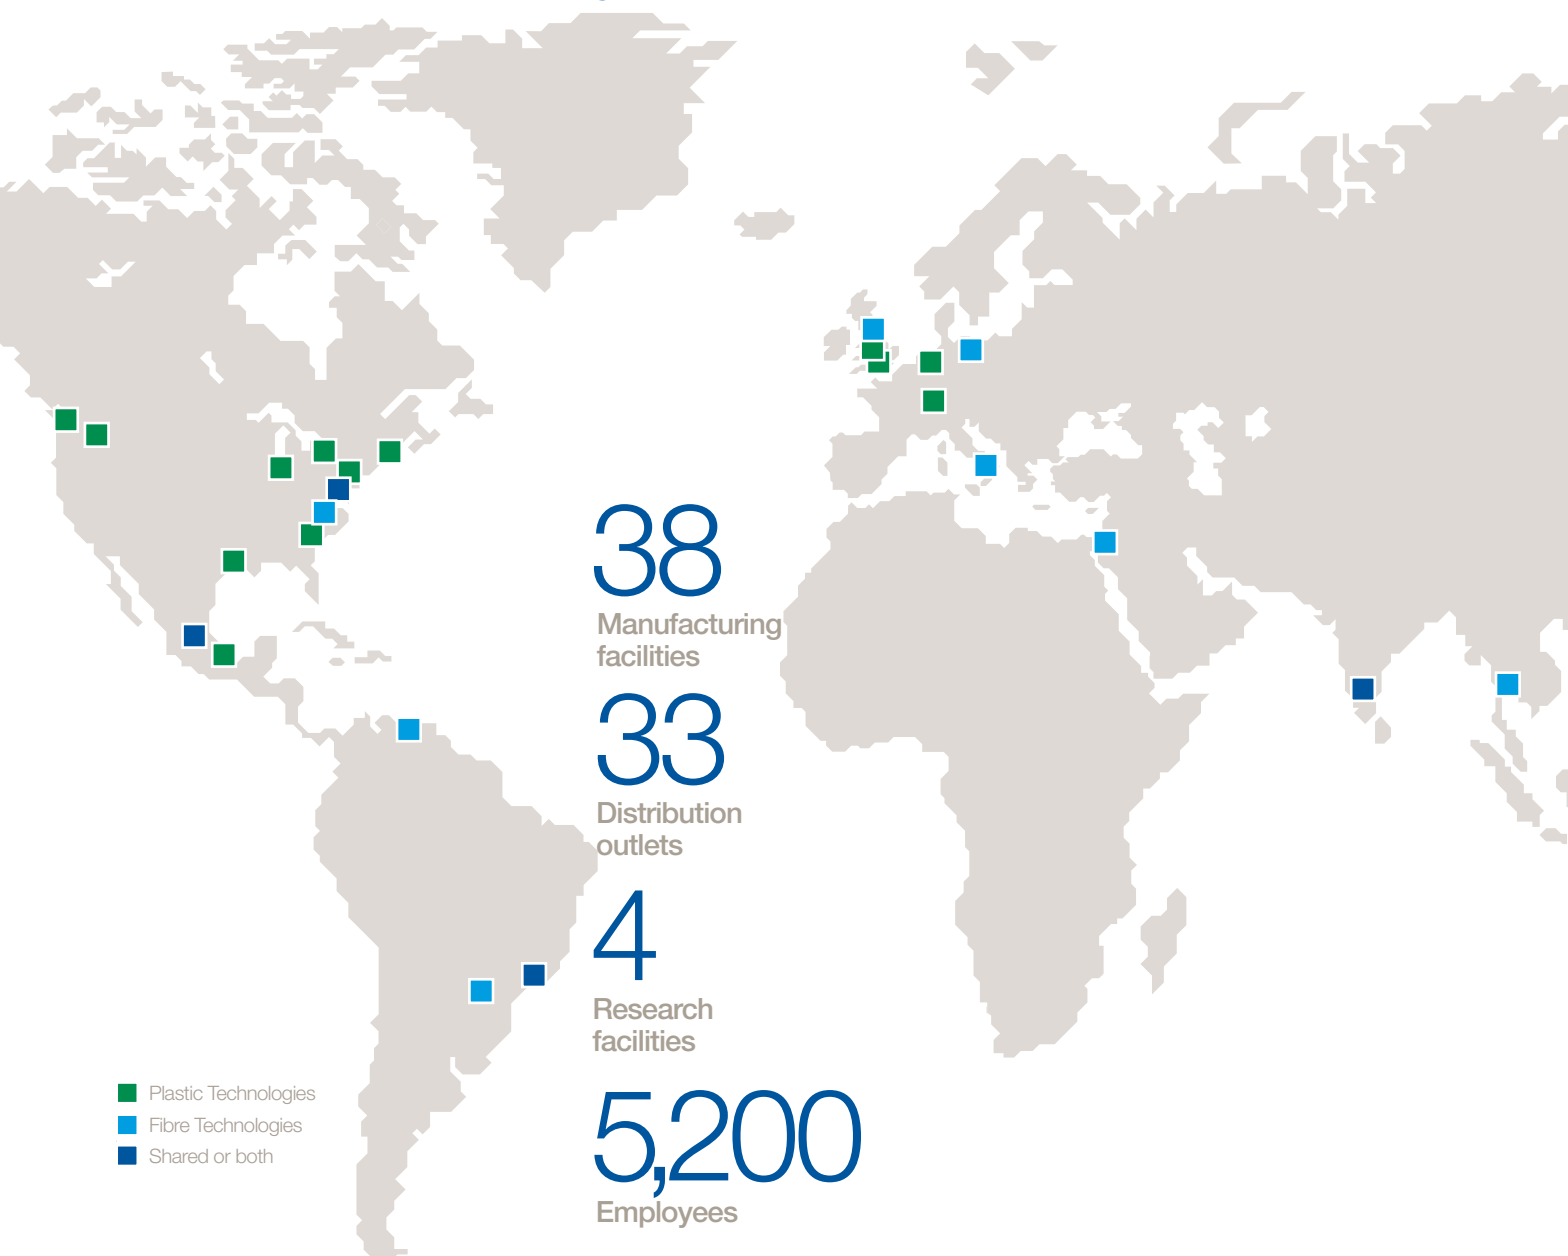 38
Manufacturing
facilities
33
Distribution
outlets
4
Research
facilities
5,200
Employees
Plastic Technologies
Fibre Technologies
Shared or both